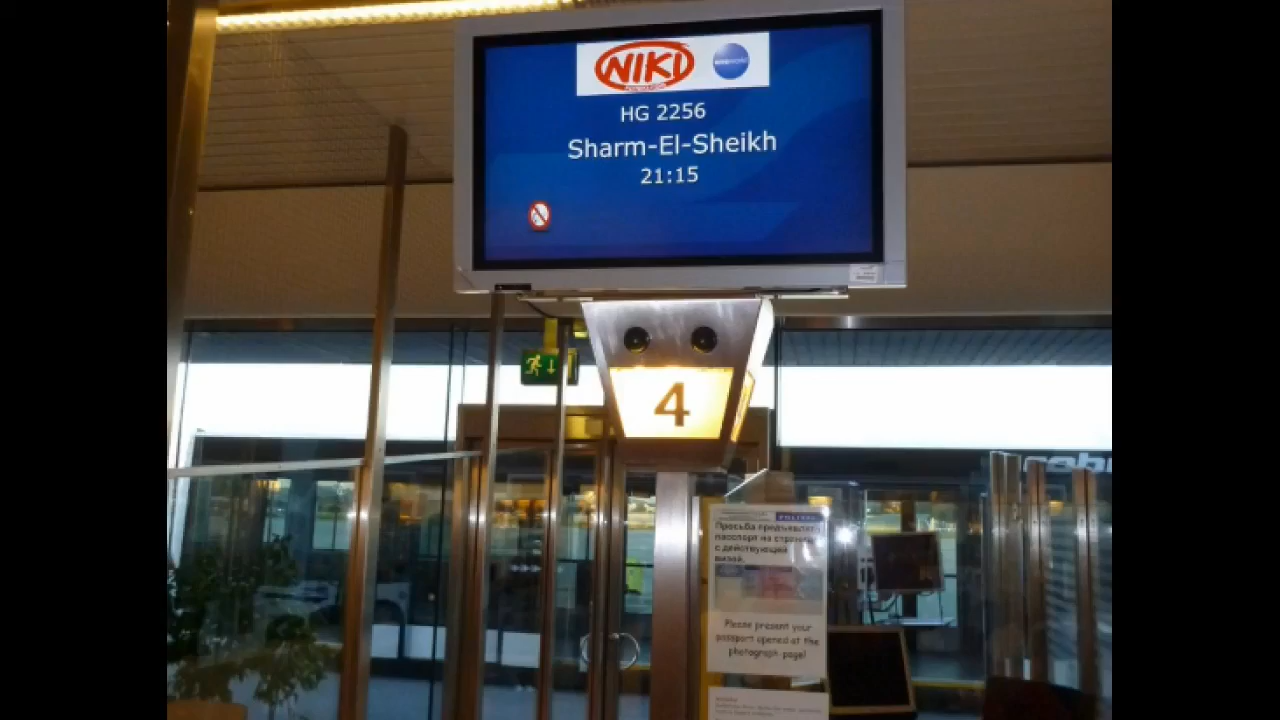 NIKI
HG 2256
Sharm-El-Sheikh
21:15
4
Просьба предъявлять
паспорт на странице
с действующей
визой.
Please present your
passport opened at the
photograph page!